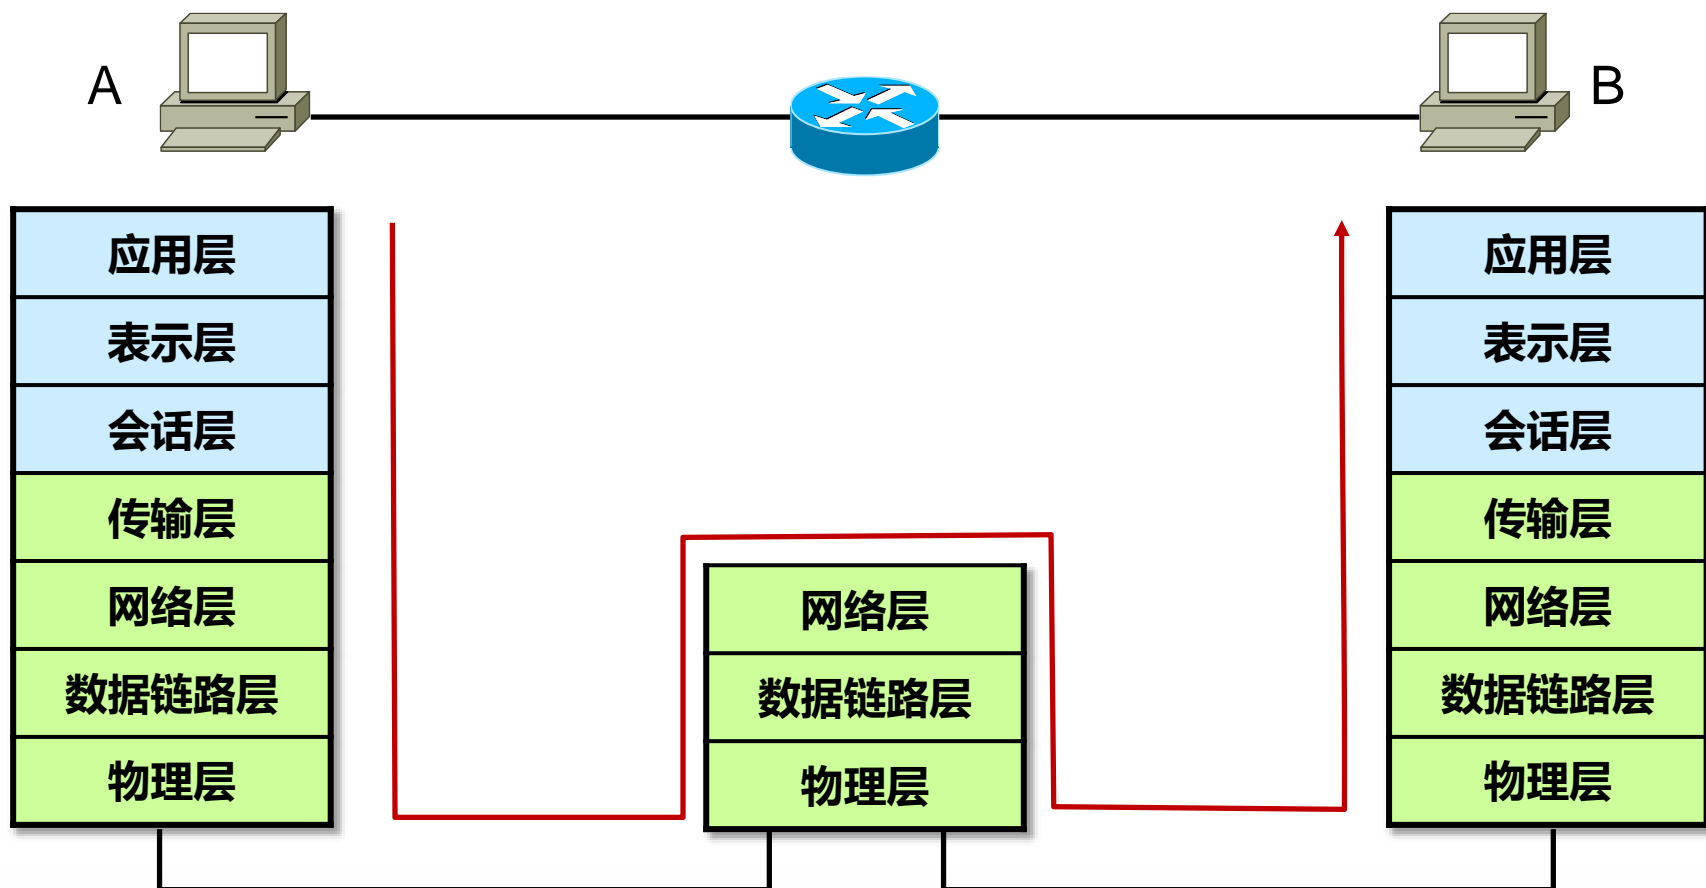 A
B
应用层
表示层
会话层
传输层
网络层
数据链路层
物理层
网络层
数据链路层
物理层
应用层
表示层
会话层
传输层
网络层
数据链路层
物理层